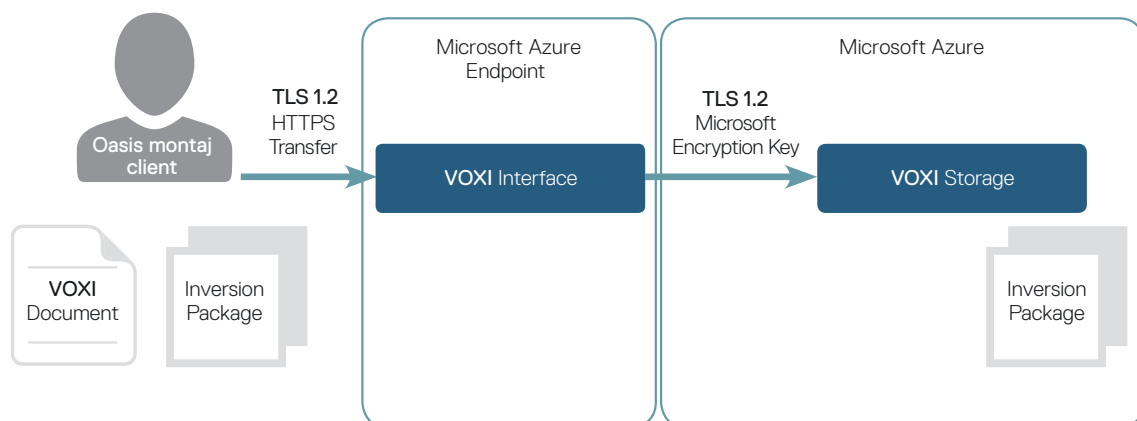 Microsoft Azure
Endpoint
Microsoft Azure
TLS 1.2
HTTPS
Transfer
TLS 1.2
Microsoft
Encryption Key
Oasis montaj
client
VOXI Interface
VOXI Storage
VOXI
Document
Inversion
Package
Inversion
Package